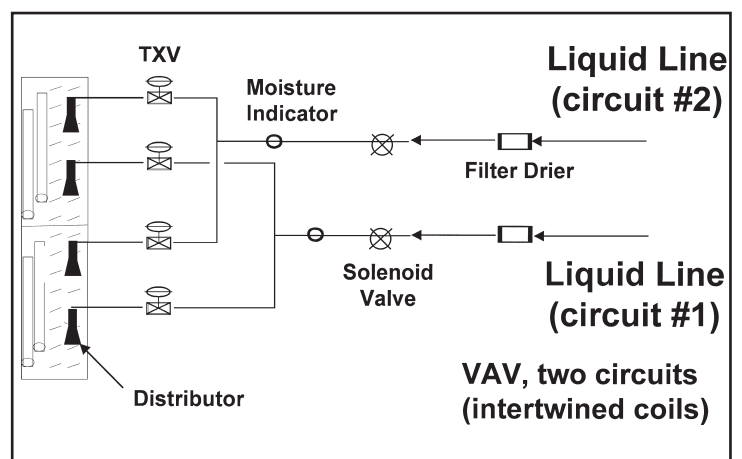 TXV
Moisture
Indicator
Liquid Line
(circuit #2)
Filter Drier
Solenoid
Valve
Liquid Line
(circuit #1)
Distributor
VAV, two circuits
(intertwined coils)